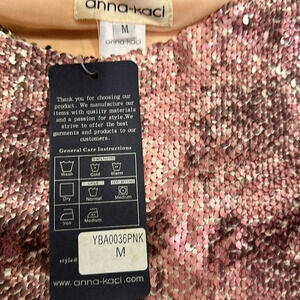 anna-kaci
M
anna-kaci
Thank you for choosing our
product. We manufacture our
items with quality materials
and a passion for style.We
strive to offer the best
garments and products to our
customers.
General Care Instructions
Wash Cold Warm
Dry Normal Medium
Iron Medium
style#
YBA0036PNK
M
www.anna-kaci.com